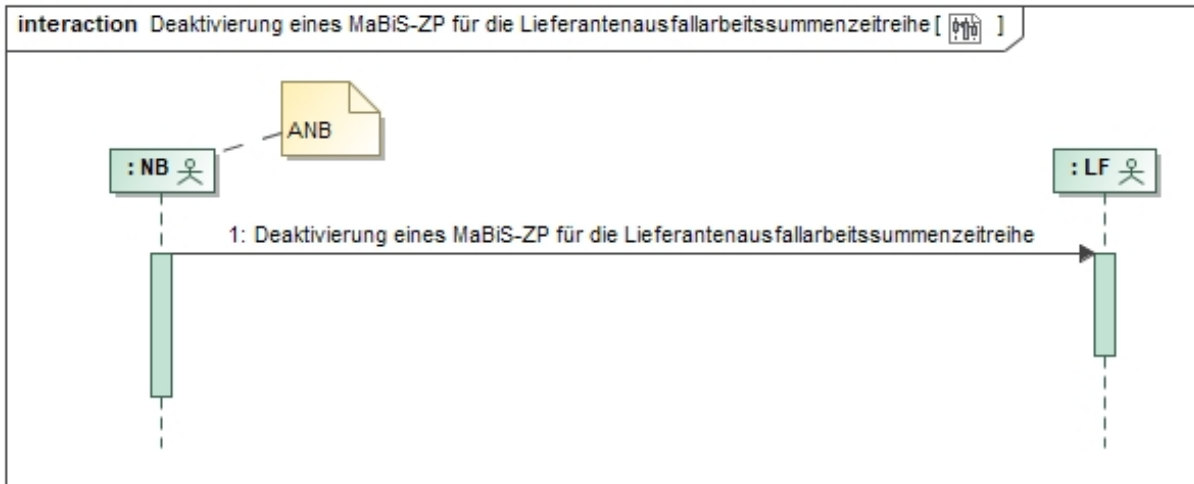 interaction Deaktivierung eines MaBiS-ZP für die Lieferantenausfallarbeitssummenzeitreihe [ ]
ANB
: NB
: LF
1: Deaktivierung eines MaBiS-ZP für die Lieferantenausfallarbeitssummenzeitreihe